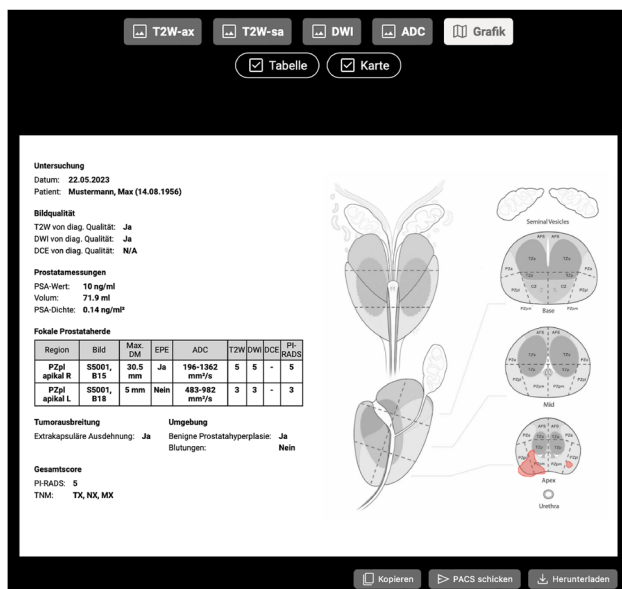 T2W-ax T2W-sa DWI ADC Grafik
Tabelle Karte
Untersuchung
Datum: 22.05.2023
Patient: Mustermann, Max (14.08.1956)
Bildqualität
T2W von diag. Qualität: Ja
DWI von diag. Qualität: Ja
DCE von diag. Qualität: N/A
Prostatamessungen
PSA-Wert: 10 ng/ml
Volum: 71.9 ml
PSA-Dichte: 0.14 ng/ml²
Fokale Prostataherde
Region Bild Max. DM EPE ADC T2W DWI DCE PI-RADS
PZpl apikal R S5001, B15 30.5 mm Ja 196-1362 mm²/s 5 5 - 5
PZpl apikal L S5001, B18 5 mm Nein 483-982 mm²/s 3 3 - 3
Tumorausbreitung
Extrakapsuläre Ausdehnung: Ja
Umgebung
Benigne Prostatahyperplasie: Ja
Blutungen: Nein
Gesamtscore
PI-RADS: 5
TNM: TX, NX, MX
Seminal Vesicles
AFS AFS
TZa TZa
PZa PZa
TZp TZp
PZpl CZ PZpl
PZpm PZpm
Base
AFS AFS
PZa TZa TZa PZa
TZp TZp
PZpl PZpm PZpm PZpl
Mid
AFS AFS
PZa TZa TZa PZa
TZp TZp
PZpl PZpm PZpm PZpl
Apex
Urethra
Kopieren PACS schicken Herunterladen